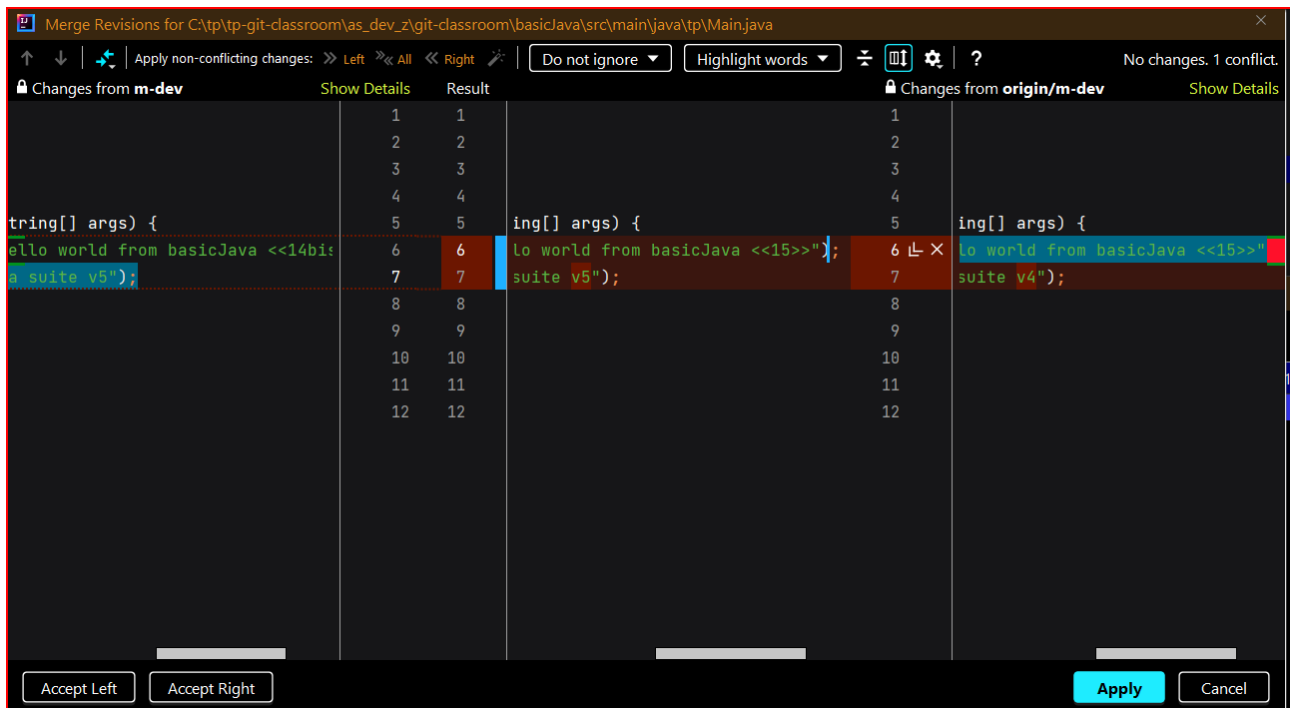 Merge Revisions for C:\tp\tp-git-classroom\as_dev_z\git-classroom\basicJava\src\main\java\tp\Main.java
Apply non-conflicting changes: Left All Right Do not ignore Highlight words ? No changes. 1 conflict.
Changes from m-dev Show Details Result Changes from origin/m-dev Show Details
1 1 1
2 2 2
3 3 3
4 4 4
tring[] args) { 5 5 ing[] args) { 5 ing[] args) {
ello world from basicJava <<14bis 6 6 lo world from basicJava <<15>>"); 6 lo world from basicJava <<15>>"
a suite v5"); 7 7 suite v5"); 7 suite v4");
8 8 8
9 9 9
10 10 10
11 11 11
12 12 12
Accept Left Accept Right Apply Cancel